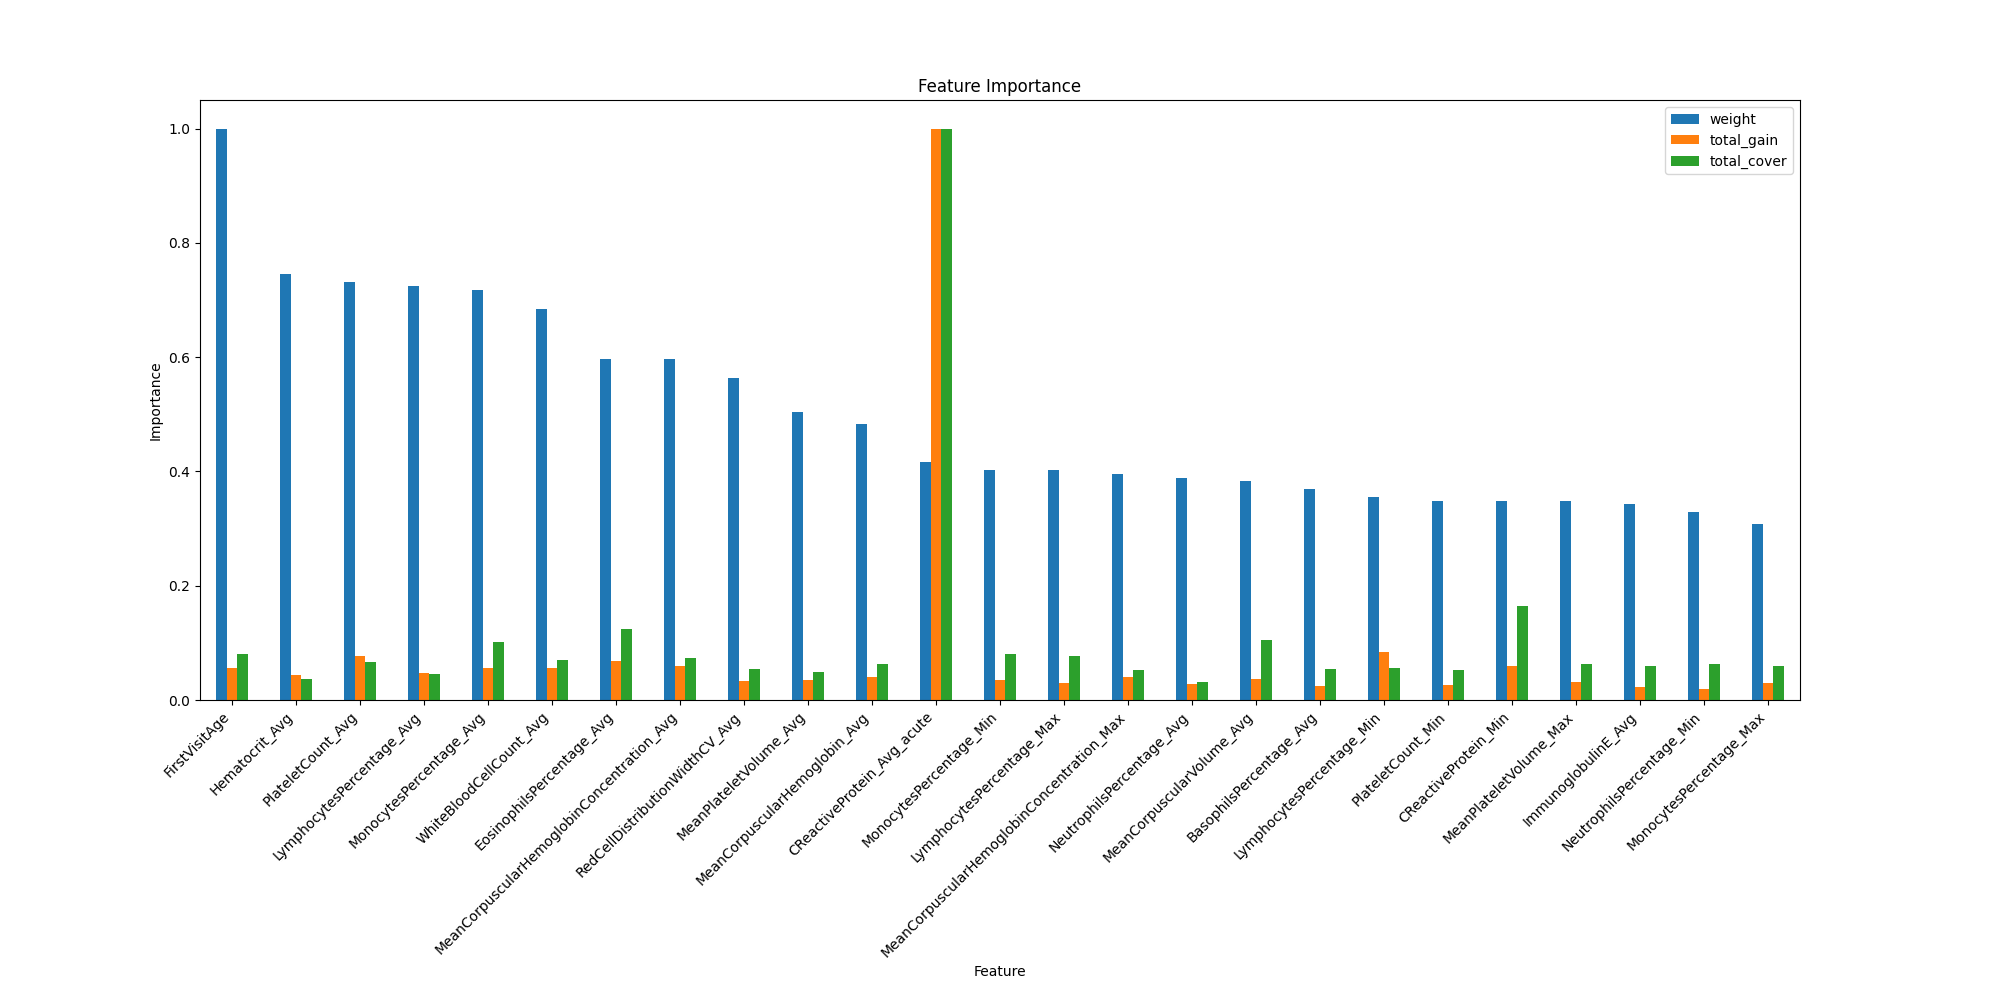 Feature Importance
weight
total_gain
total_cover
Importance
1.0
0.8
0.6
0.4
0.2
0.0
FirstVisitAge
Hematocrit_Avg
PlateletCount_Avg
LymphocytesPercentage_Avg
MonocytesPercentage_Avg
WhiteBloodCellCount_Avg
EosinophilsPercentage_Avg
MeanCorpuscularHemoglobinConcentration_Avg
RedCellDistributionWidthCV_Avg
MeanPlateletVolume_Avg
MeanCorpuscularHemoglobin_Avg
CReactiveProtein_Avg_acute
MonocytesPercentage_Min
LymphocytesPercentage_Max
MeanCorpuscularHemoglobinConcentration_Max
NeutrophilsPercentage_Avg
MeanCorpuscularVolume_Avg
BasophilsPercentage_Avg
LymphocytesPercentage_Min
PlateletCount_Min
CReactiveProtein_Min
MeanPlateletVolume_Max
ImmunoglobulinE_Avg
NeutrophilsPercentage_Min
MonocytesPercentage_Max
Feature